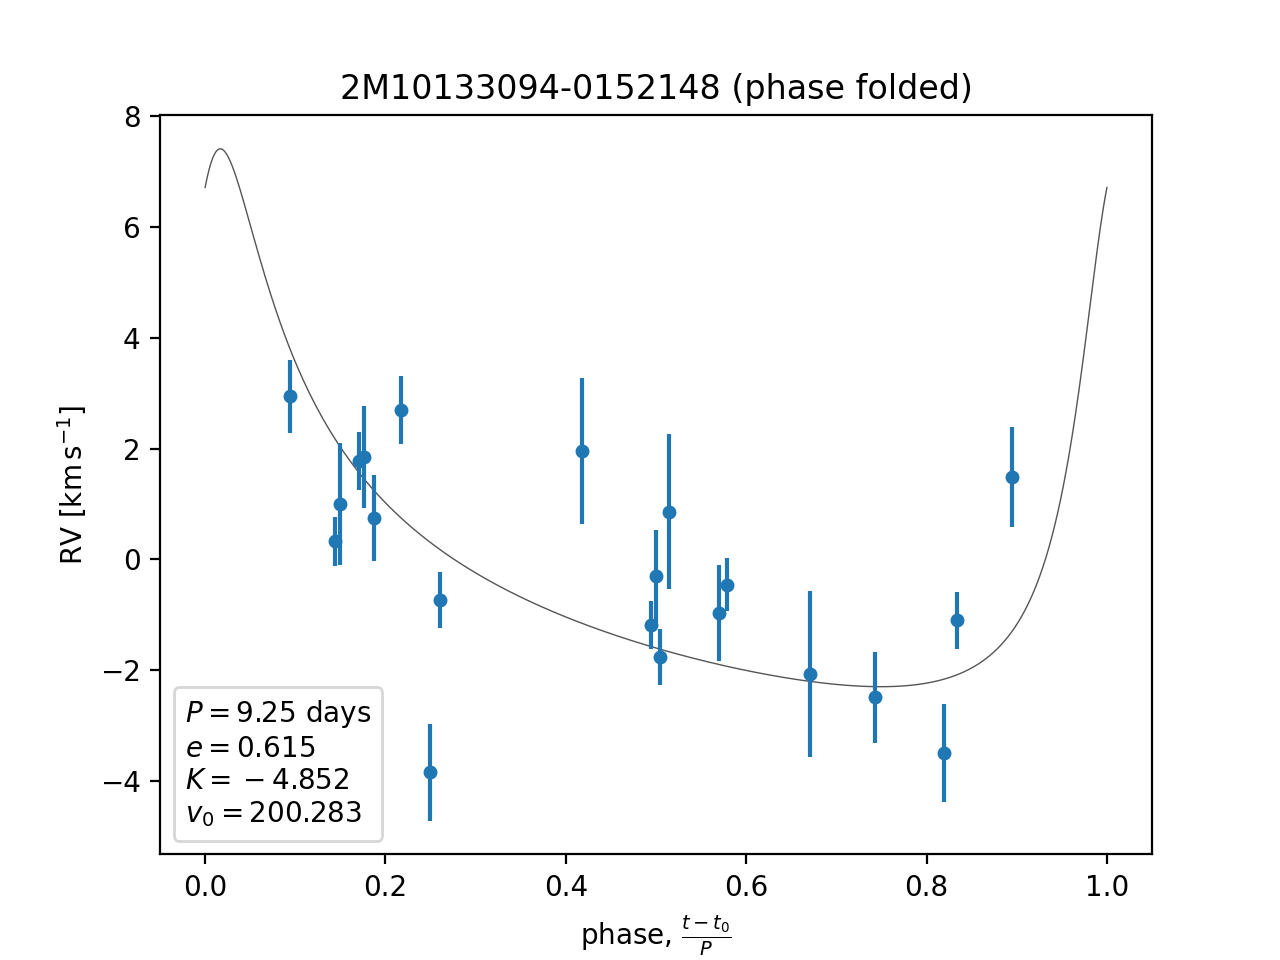 2M10133094-0152148 (phase folded)
8
6
4
2
0
−2
−4
RV [km s⁻¹]
P = 9.25 days
e = 0.615
K = −4.852
v₀ = 200.283
0.0 0.2 0.4 0.6 0.8 1.0
phase, (t − t₀)/P